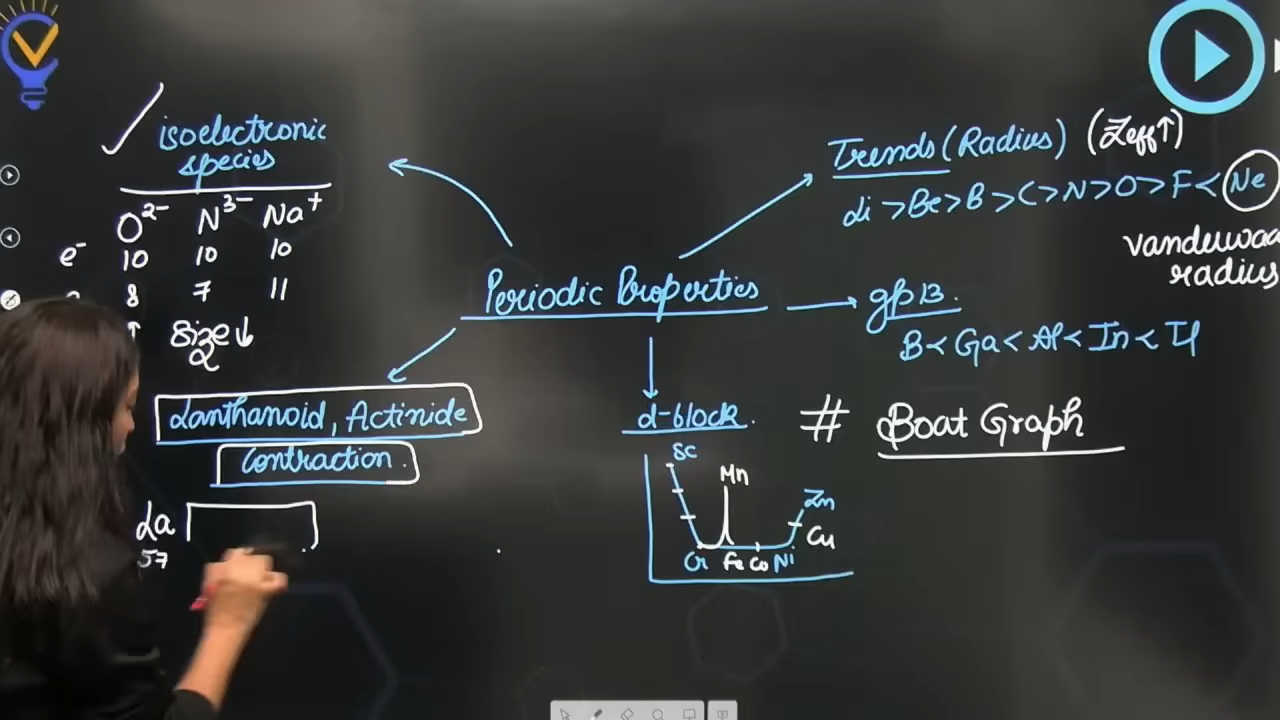 isoelectronic
species
O²⁻ N³⁻ Na⁺
e⁻ 10 10 10
8 7 11
↑ Size↓
Lanthanoid, Actinide
Contraction.
La
57
Periodic Properties
Trends (Radius) (Zeff↑)
Li > Be > B > C > N > O > F < Ne
radius
gp 13.
B < Ga < Al < In < Tl
d-block.
# Boat Graph
Sc
Mn
Zn
Cu
Cr Fe Co Ni